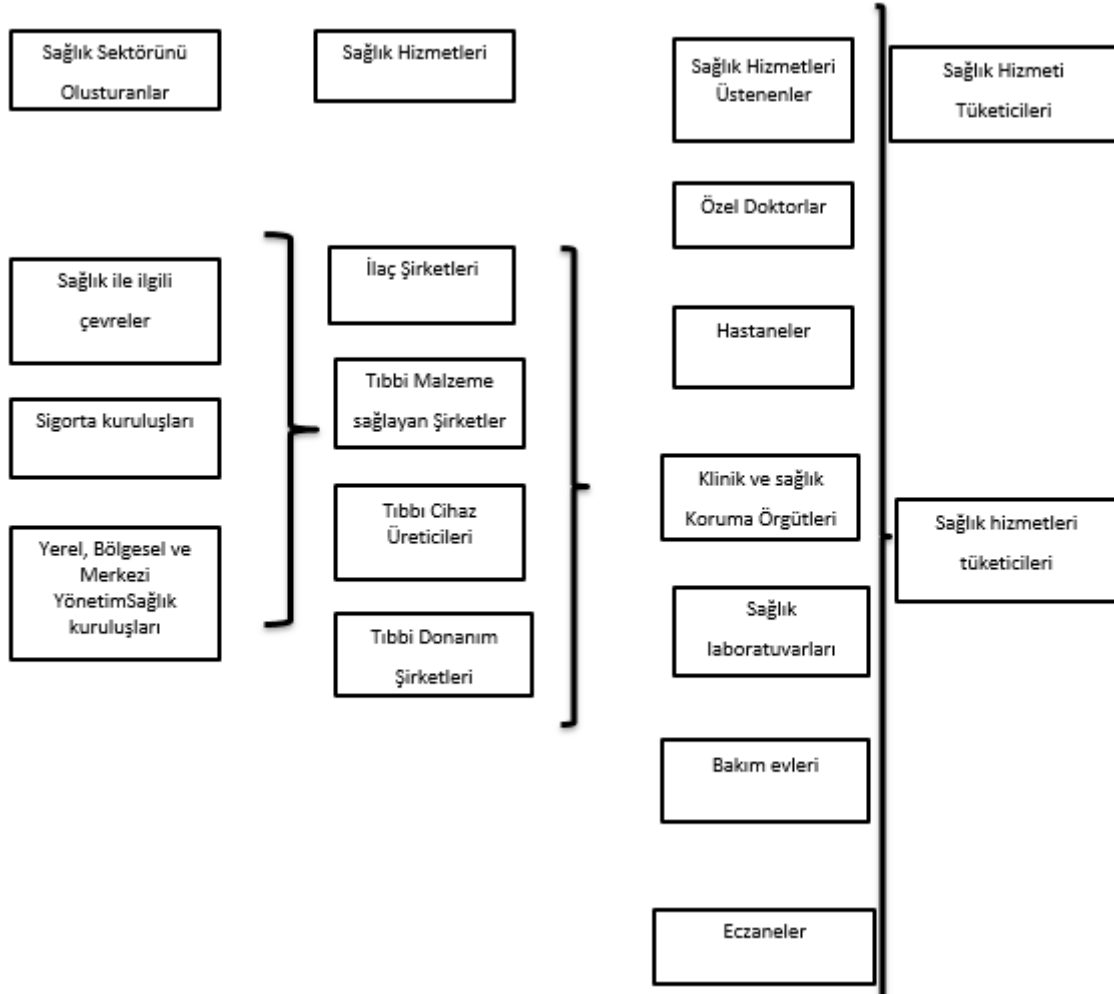 Sağlık Sektörünü
Olusturanlar
Sağlık Hizmetleri
Sağlık Hizmetleri
Üstenenler
Sağlık Hizmeti
Tüketicileri
Sağlık ile ilgili
çevreler
Sigorta kuruluşları
Yerel, Bölgesel ve
Merkezi
YönetimSağlık
kuruluşları
İlaç Şirketleri
Tıbbi Malzeme
sağlayan Şirketler
Tıbbı Cihaz
Üreticileri
Tıbbi Donanım
Şirketleri
Özel Doktorlar
Hastaneler
Klinik ve sağlık
Koruma Örgütleri
Sağlık
laboratuvarları
Bakım evleri
Eczaneler
Sağlık hizmetleri
tüketicileri